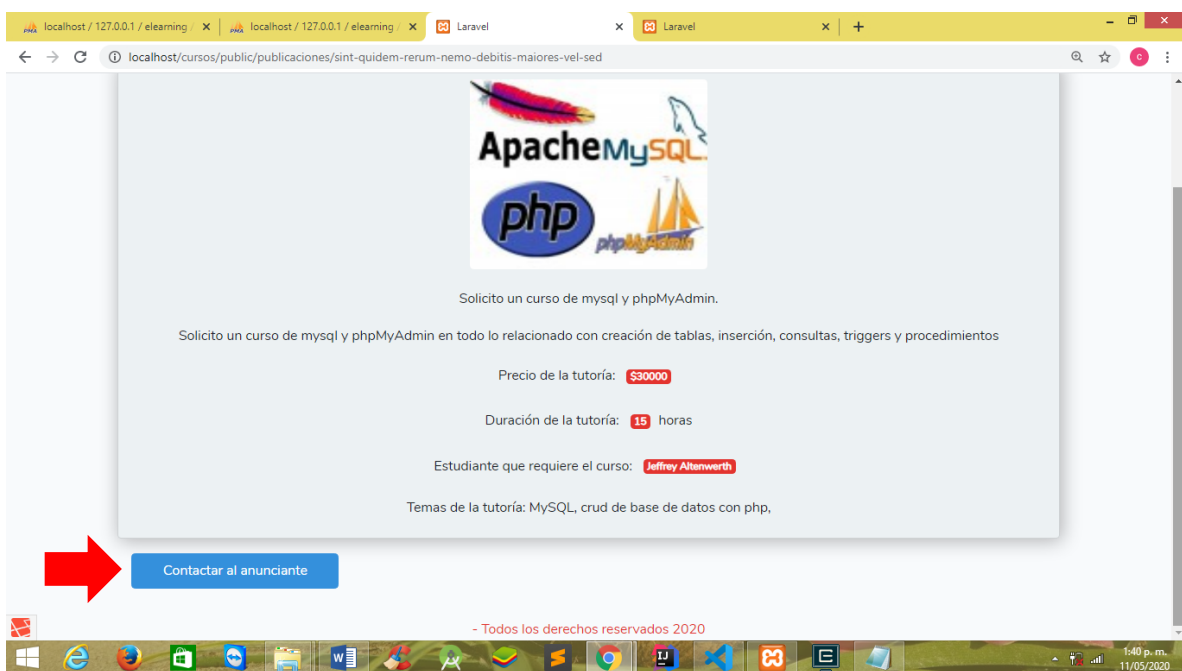 localhost / 127.0.0.1 / elearning /
localhost / 127.0.0.1 / elearning /
Laravel
Laravel
localhost/cursos/public/publicaciones/sint-quidem-rerum-nemo-debitis-maiores-vel-sed
c
Apache MySQL
php phpMyAdmin
Solicito un curso de mysql y phpMyAdmin.
Solicito un curso de mysql y phpMyAdmin en todo lo relacionado con creación de tablas, inserción, consultas, triggers y procedimientos
Precio de la tutoría: $30000
Duración de la tutoría: 15 horas
Estudiante que requiere el curso: Jeffrey Altenwerth
Temas de la tutoría: MySQL, crud de base de datos con php,
Contactar al anunciante
- Todos los derechos reservados 2020
1:40 p. m.
11/05/2020